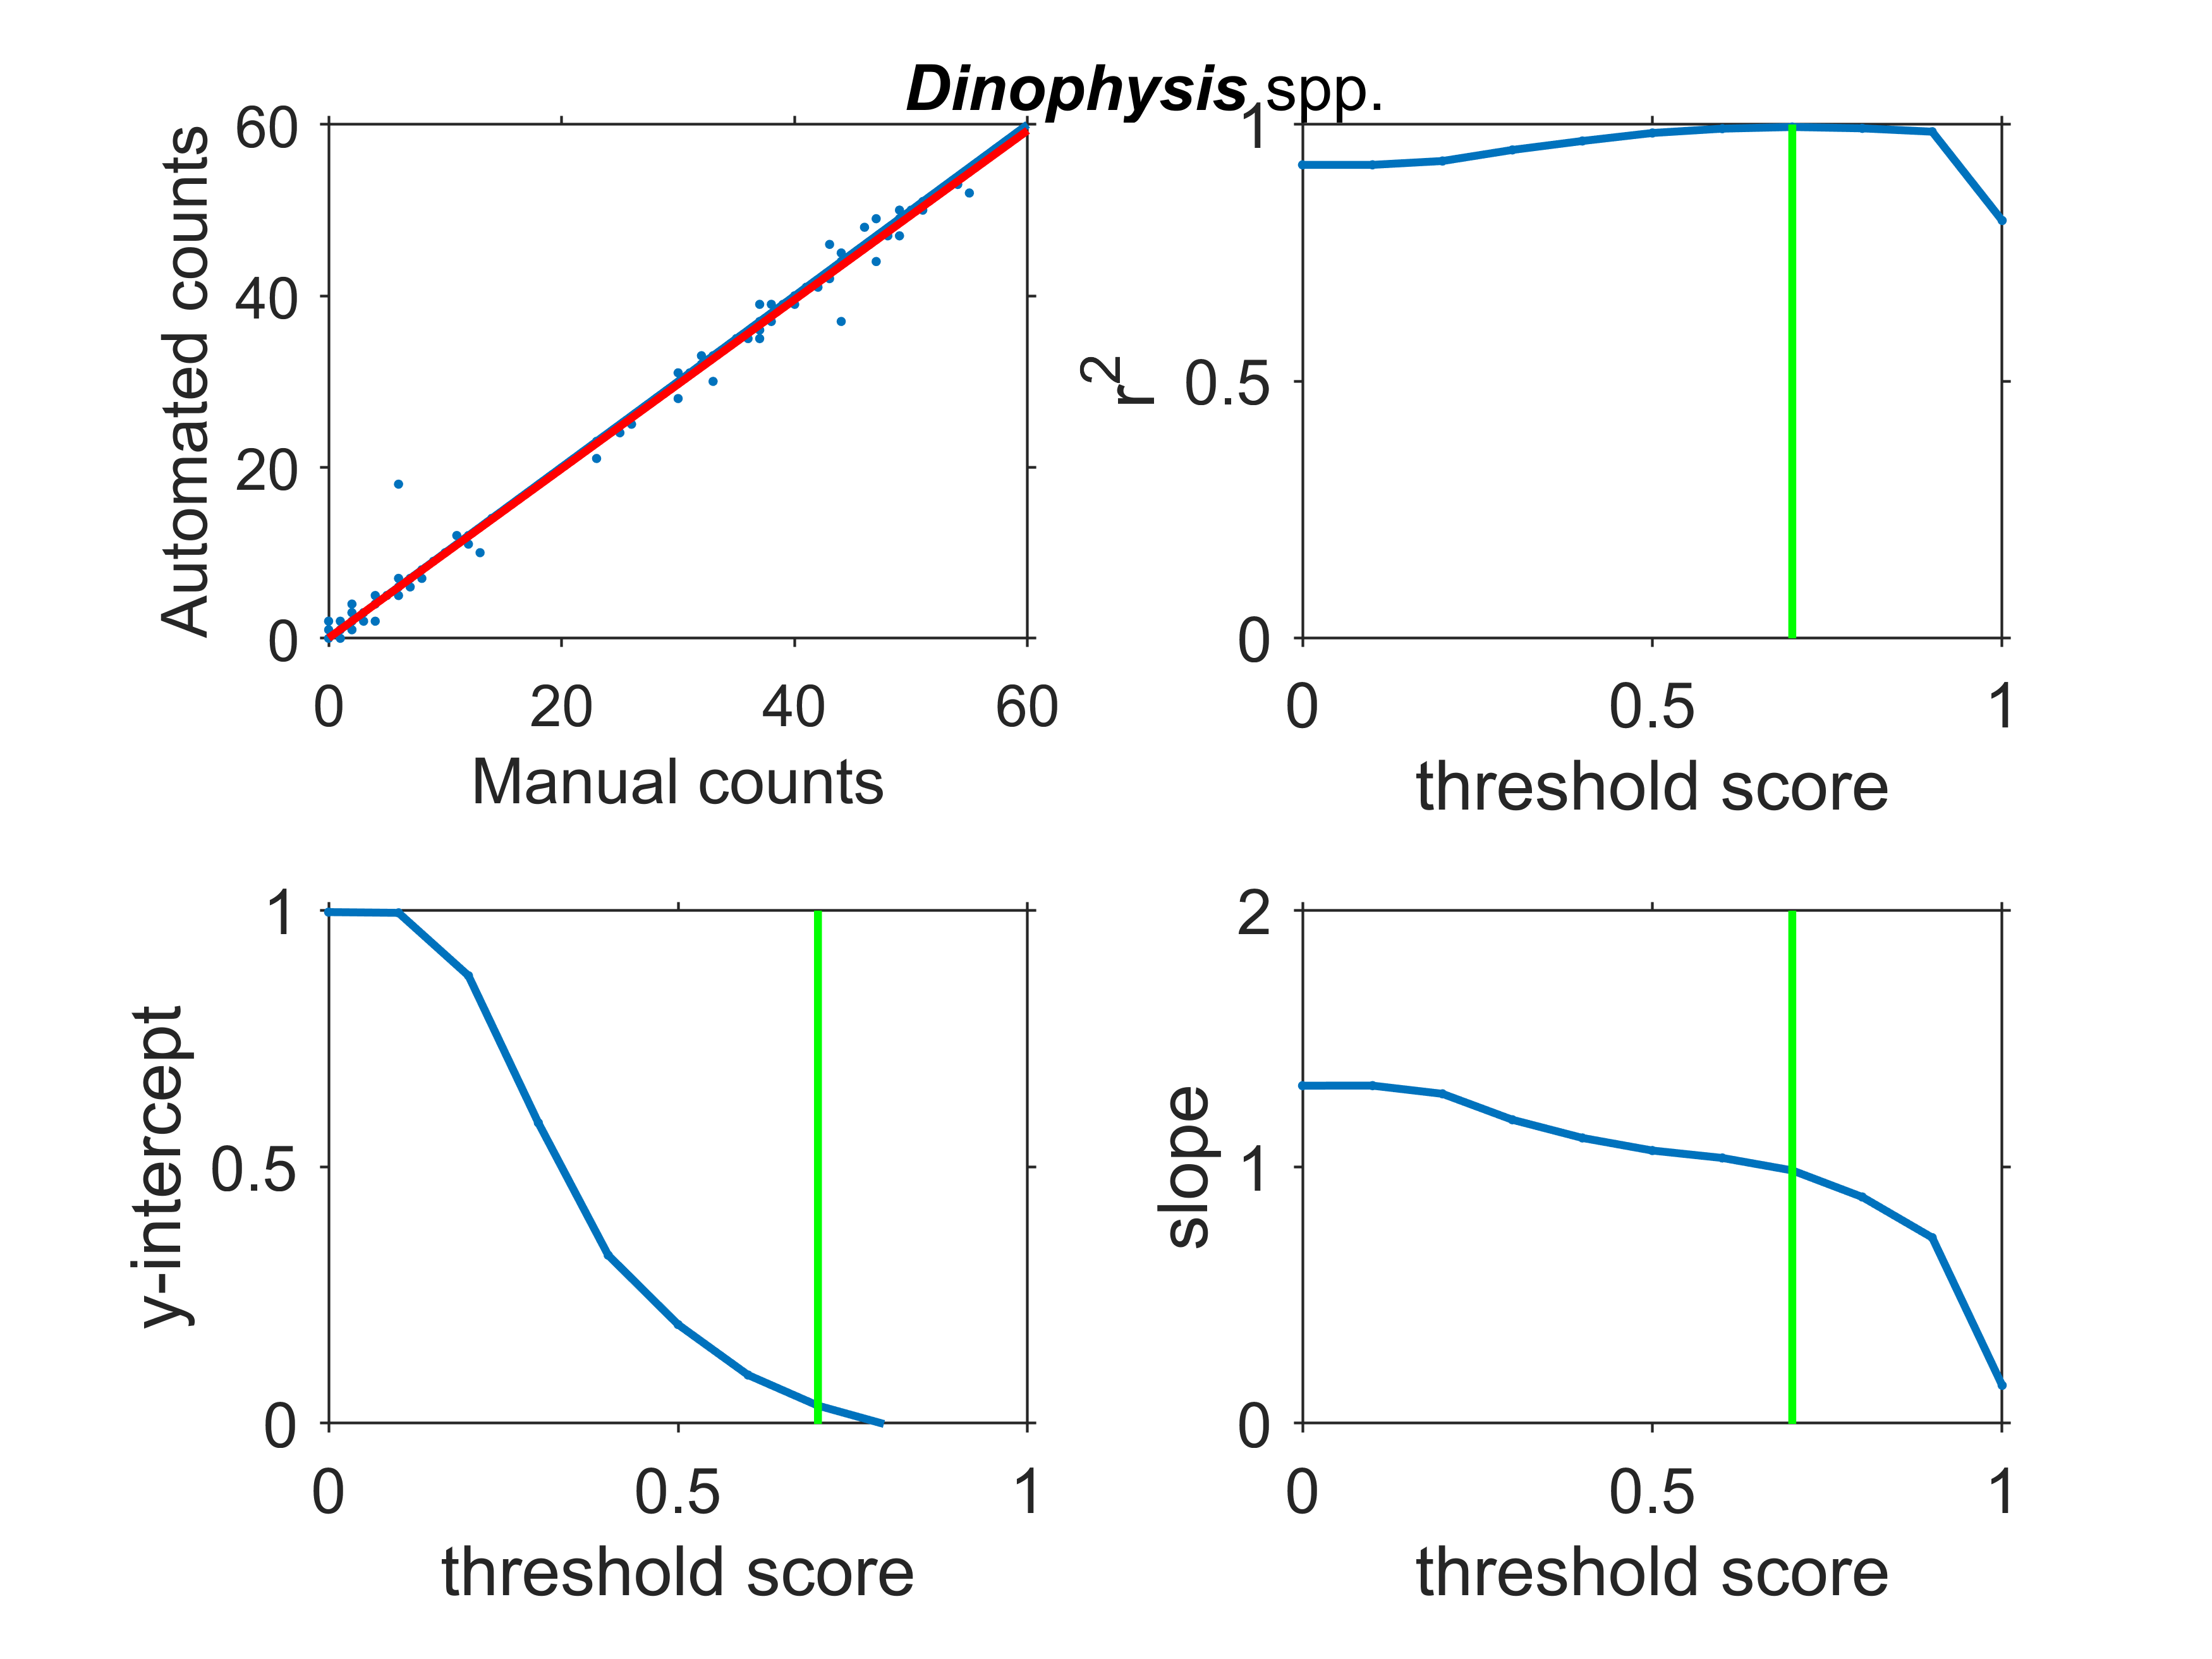 Dinophysis spp.
Automated counts
60
40
20
0
0 20 40 60
Manual counts
r2
1
0.5
0
0 0.5 1
threshold score
y-intercept
1
0.5
0
0 0.5 1
threshold score
slope
2
1
0
0 0.5 1
threshold score